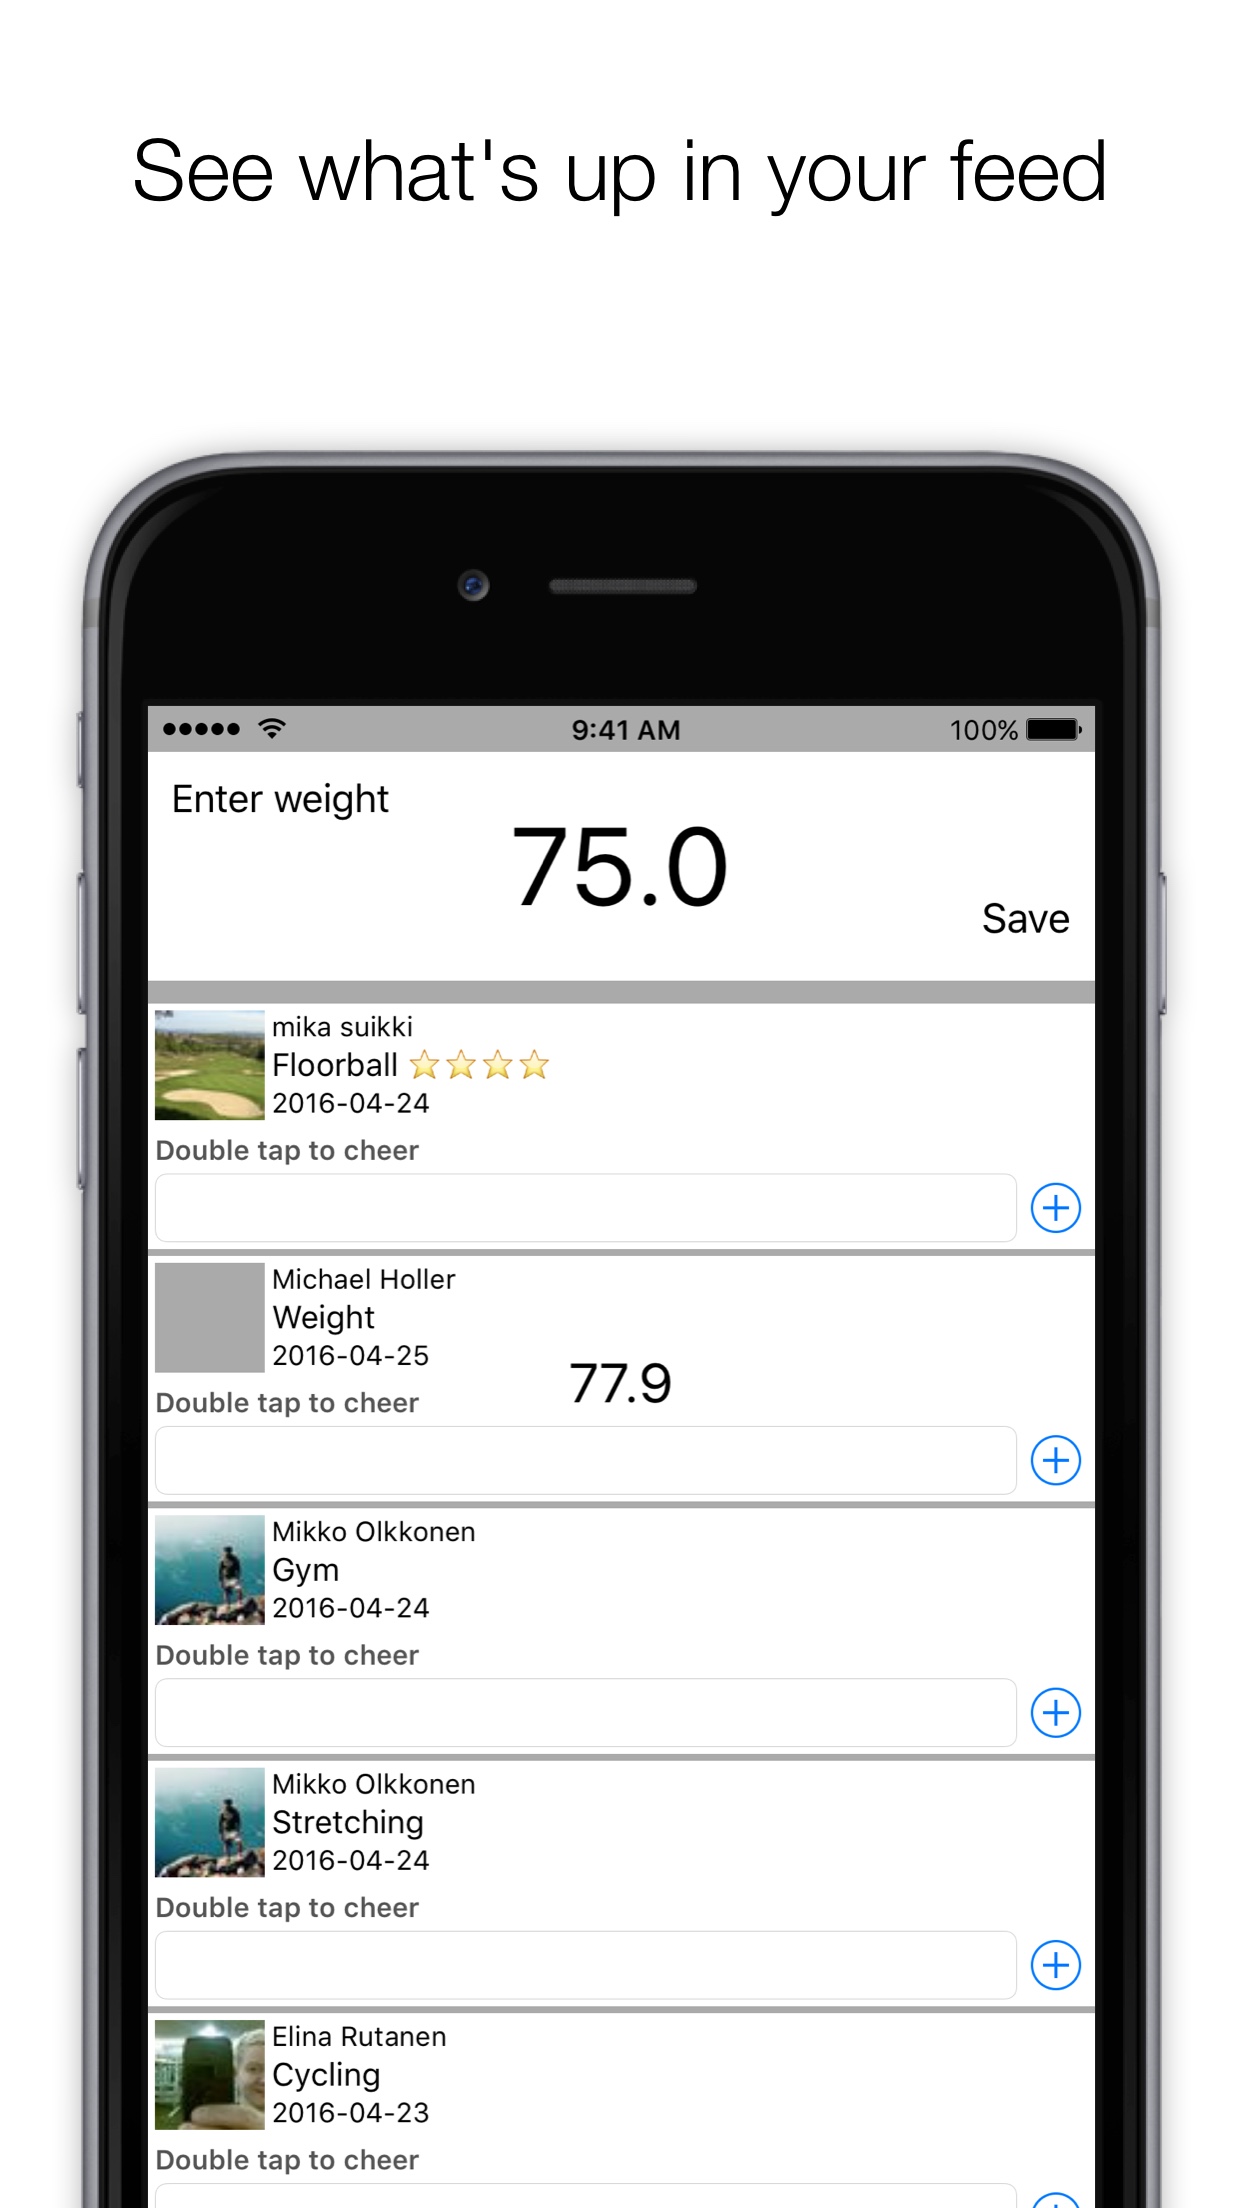 See what's up in your feed
9:41 AM
100%
Enter weight
75.0
Save
mika suikki
Floorball ⭐⭐⭐⭐
2016-04-24
Double tap to cheer
Michael Holler
Weight
2016-04-25
77.9
Double tap to cheer
Mikko Olkkonen
Gym
2016-04-24
Double tap to cheer
Mikko Olkkonen
Stretching
2016-04-24
Double tap to cheer
Elina Rutanen
Cycling
2016-04-23
Double tap to cheer